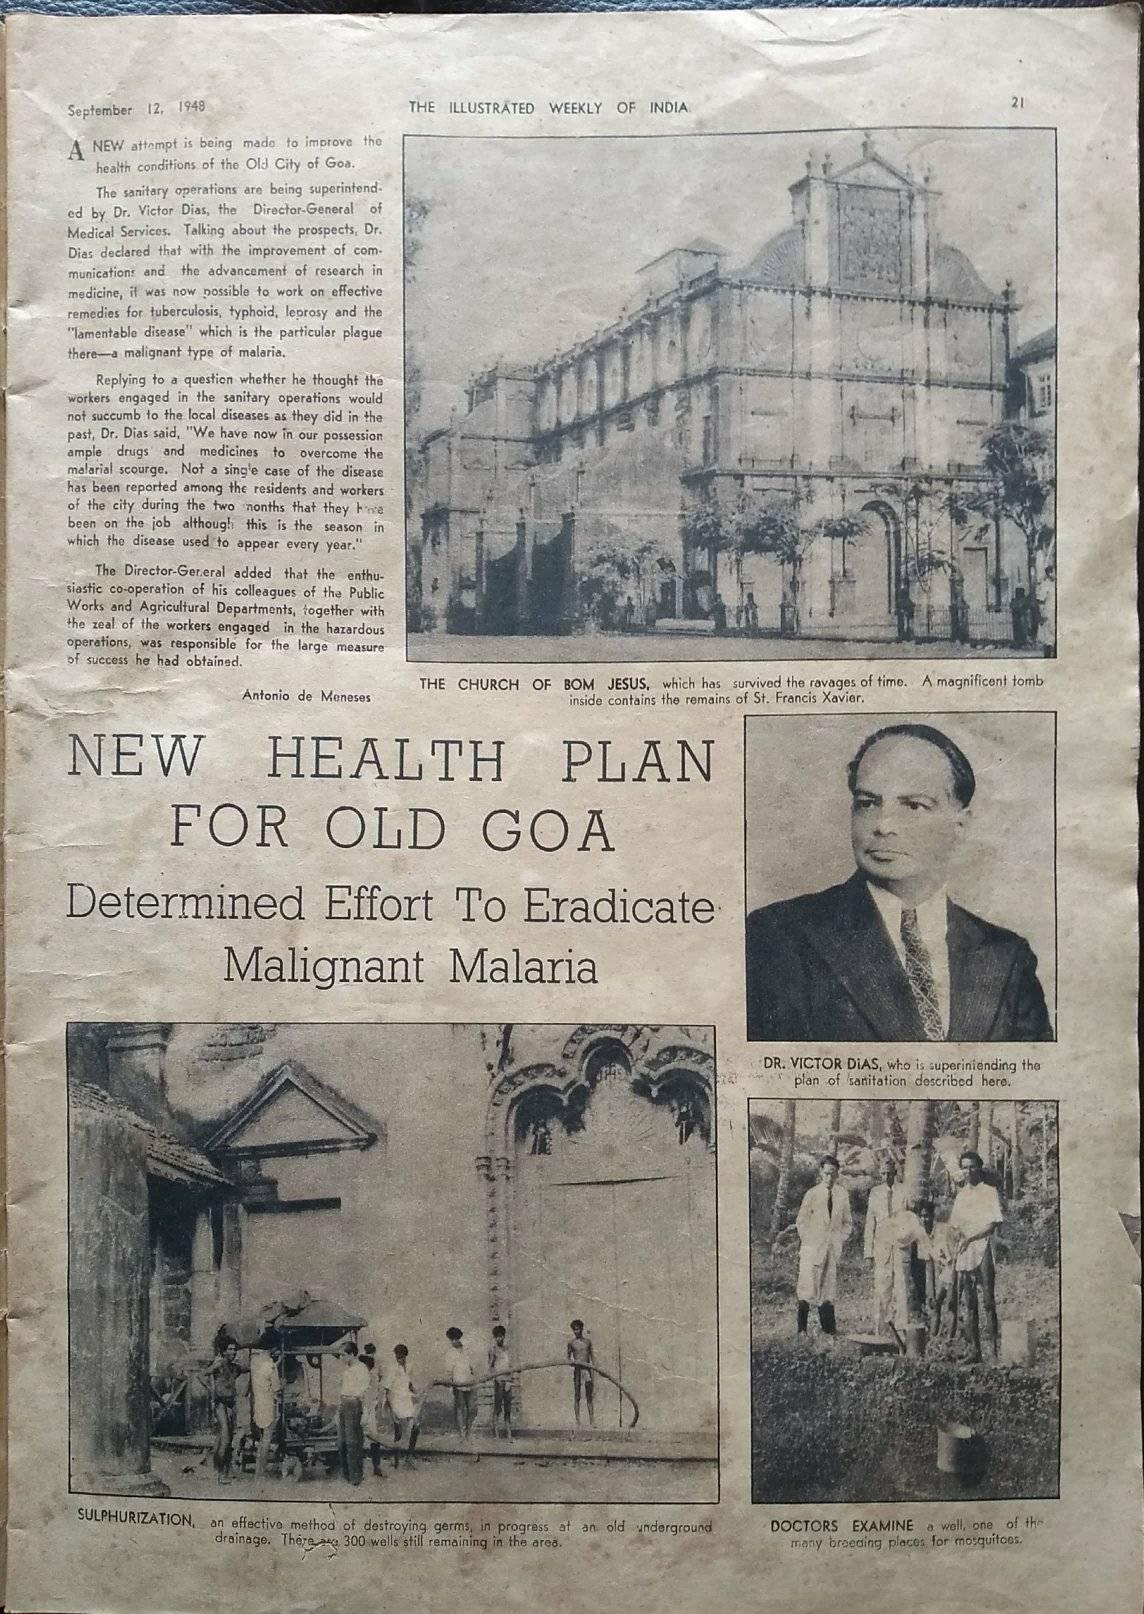 September 12, 1948
THE ILLUSTRATED WEEKLY OF INDIA
21
A NEW attempt is being made to improve the
health conditions of the Old City of Goa.
The sanitary operations are being superintend-
ed by Dr. Victor Dias, the Director-General of
Medical Services. Talking about the prospects, Dr.
Dias declared that with the improvement of com-
munications and the advancement of research in
medicine, it was now possible to work on effective
remedies for tuberculosis, typhoid, leprosy and the
"lamentable disease" which is the particular plague
there—a malignant type of malaria.
Replying to a question whether he thought the
workers engaged in the sanitary operations would
not succumb to the local diseases as they did in the
past, Dr. Dias said, "We have now in our possession
ample drugs and medicines to overcome the
malarial scourge. Not a single case of the disease
has been reported among the residents and workers
of the city during the two months that they have
been on the job although this is the season in
which the disease used to appear every year."
The Director-General added that the enthu-
siastic co-operation of his colleagues of the Public
Works and Agricultural Departments, together with
the zeal of the workers engaged in the hazardous
operations, was responsible for the large measure
of success he had obtained.
Antonio de Meneses
THE CHURCH OF BOM JESUS, which has survived the ravages of time. A magnificent tomb
inside contains the remains of St. Francis Xavier.
NEW HEALTH PLAN
FOR OLD GOA
Determined Effort To Eradicate
Malignant Malaria
DR. VICTOR DIAS, who is superintending the
plan of sanitation described here.
SULPHURIZATION, an effective method of destroying germs, in progress at an old underground
drainage. There are 300 wells still remaining in the area.
DOCTORS EXAMINE a well, one of the
many breeding places for mosquitoes.